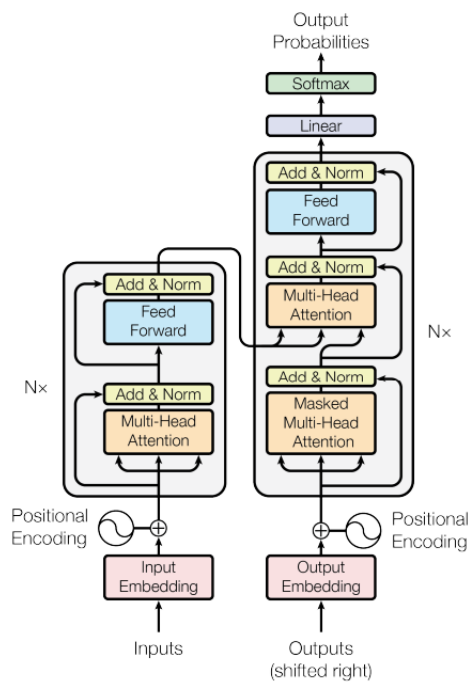 Output
Probabilities
Softmax
Linear
Add & Norm
Feed
Forward
Add & Norm
Multi-Head
Attention
Add & Norm
Masked
Multi-Head
Attention
N×
Add & Norm
Feed
Forward
Add & Norm
Multi-Head
Attention
N×
Positional
Encoding
Positional
Encoding
Input
Embedding
Output
Embedding
Inputs
Outputs
(shifted right)